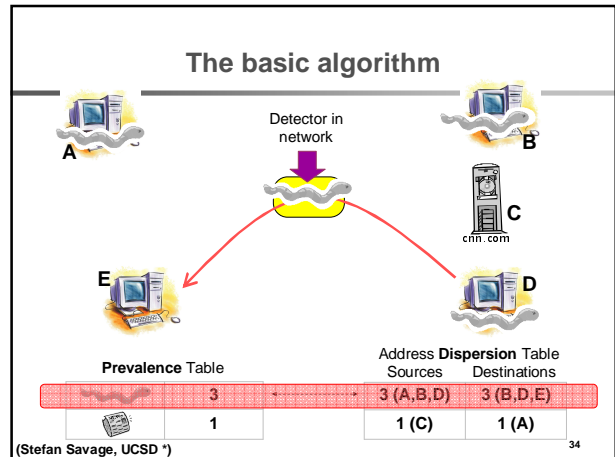 The basic algorithm
Detector in
network
A
B
C
cnn.com
E
D
Prevalence Table
Address Dispersion Table
Sources Destinations
3 3 (A,B,D) 3 (B,D,E)
1 1 (C) 1 (A)
(Stefan Savage, UCSD *)
34